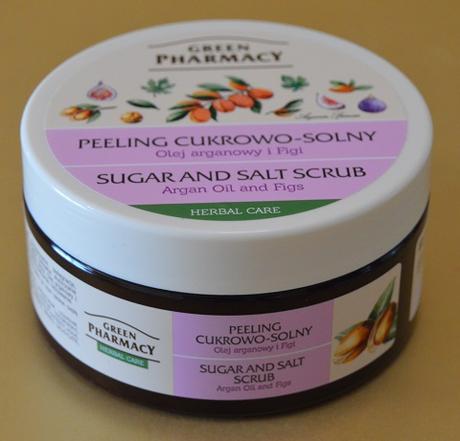 GREEN
PHARMACY
PEELING CUKROWO-SOLNY
Olej arganowy i Figi
SUGAR AND SALT SCRUB
Argan Oil and Figs
HERBAL CARE
GREEN
PHARMACY
HERBAL CARE
PEELING
CUKROWO-SOLNY
Olej arganowy i Figi
SUGAR AND SALT
SCRUB
Argan Oil and Figs